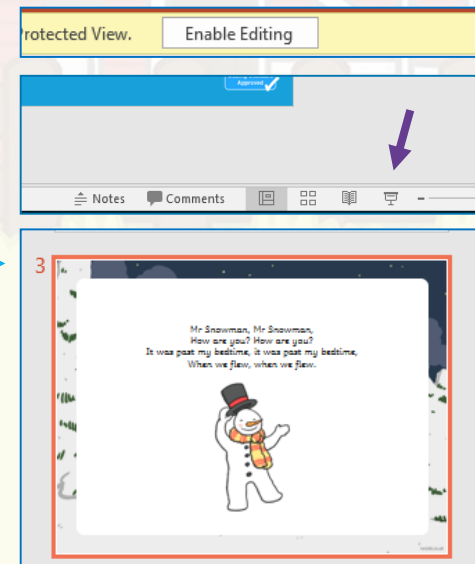 rotected View. Enable Editing
Approved
Notes Comments
3
Mr Snowman, Mr Snowman,
How are you? How are you?
It was past my bedtime, it was past my bedtime,
When we flew, when we flew.